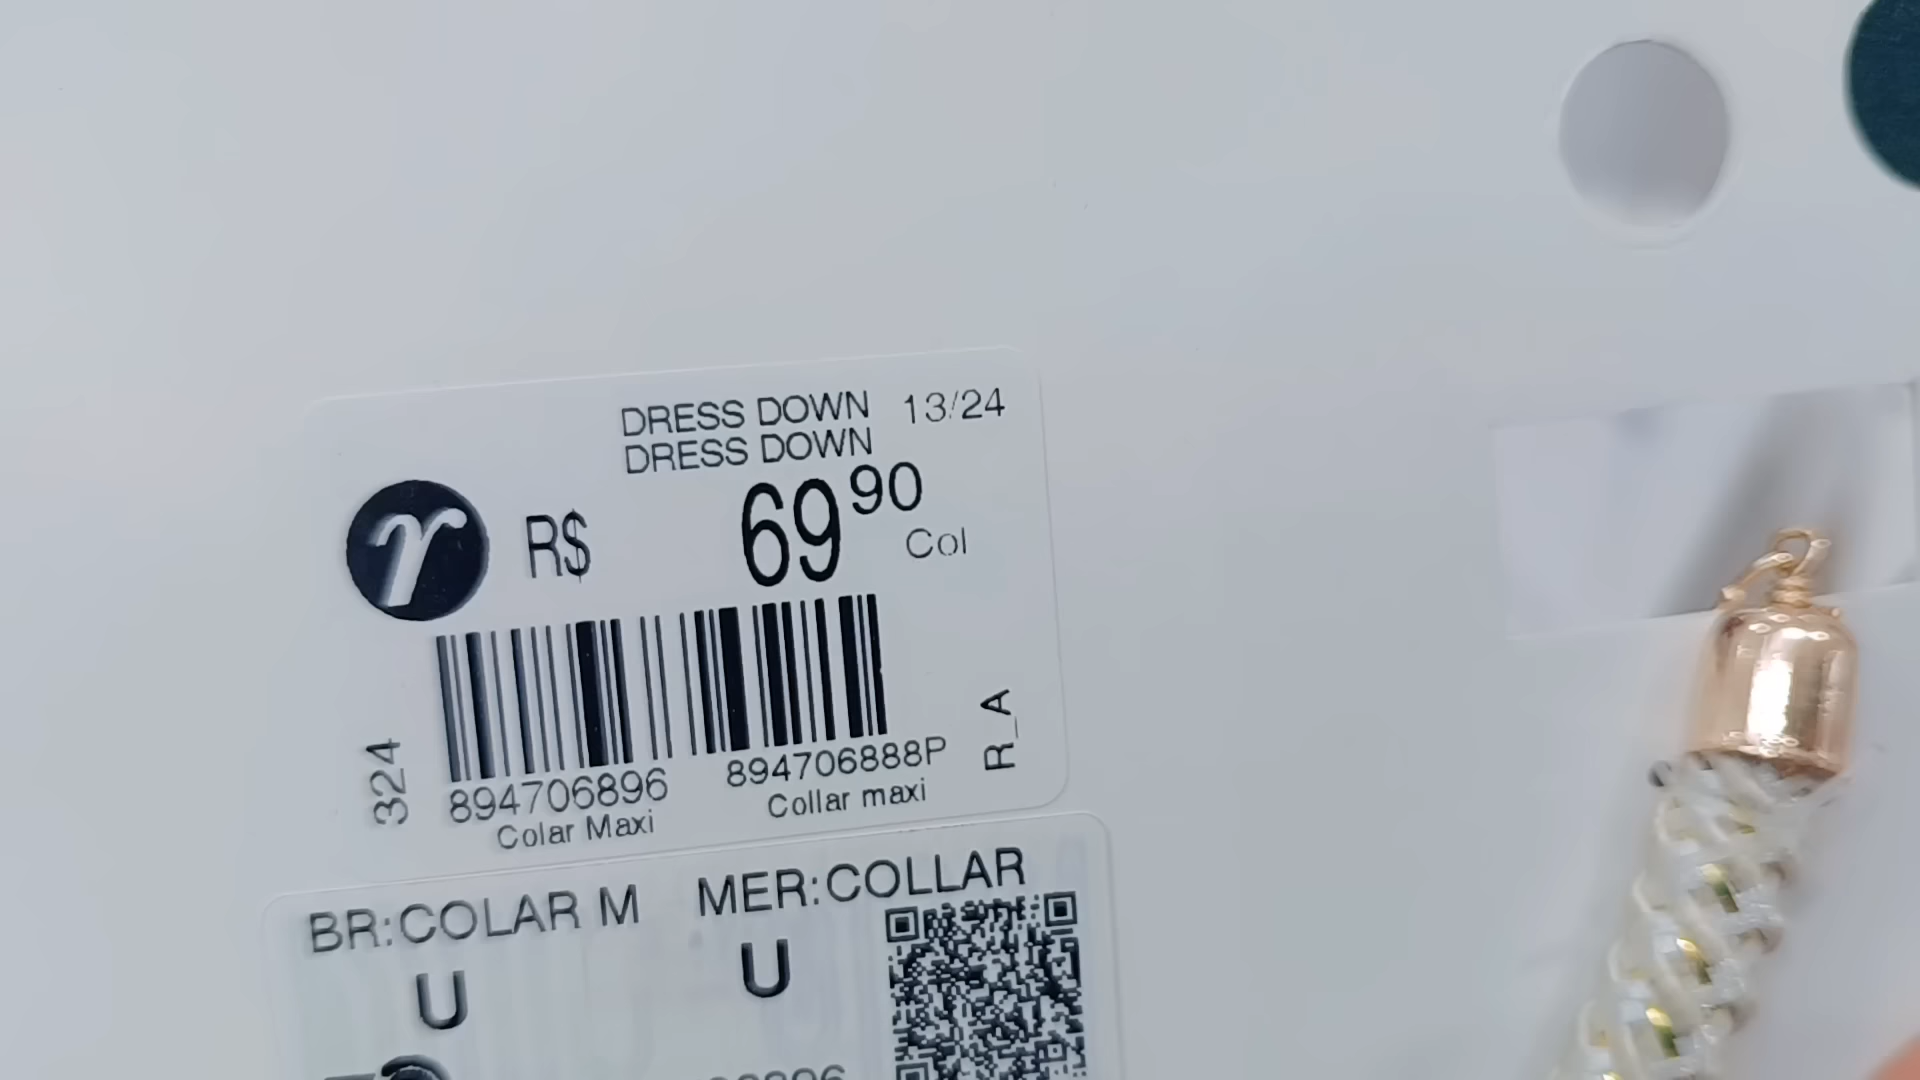 DRESS DOWN 13/24
DRESS DOWN
r R$ 69 90
Col
324
R_A
894706896 894706888P
Colar Maxi Collar maxi
BR:COLAR M MER:COLLAR
U U